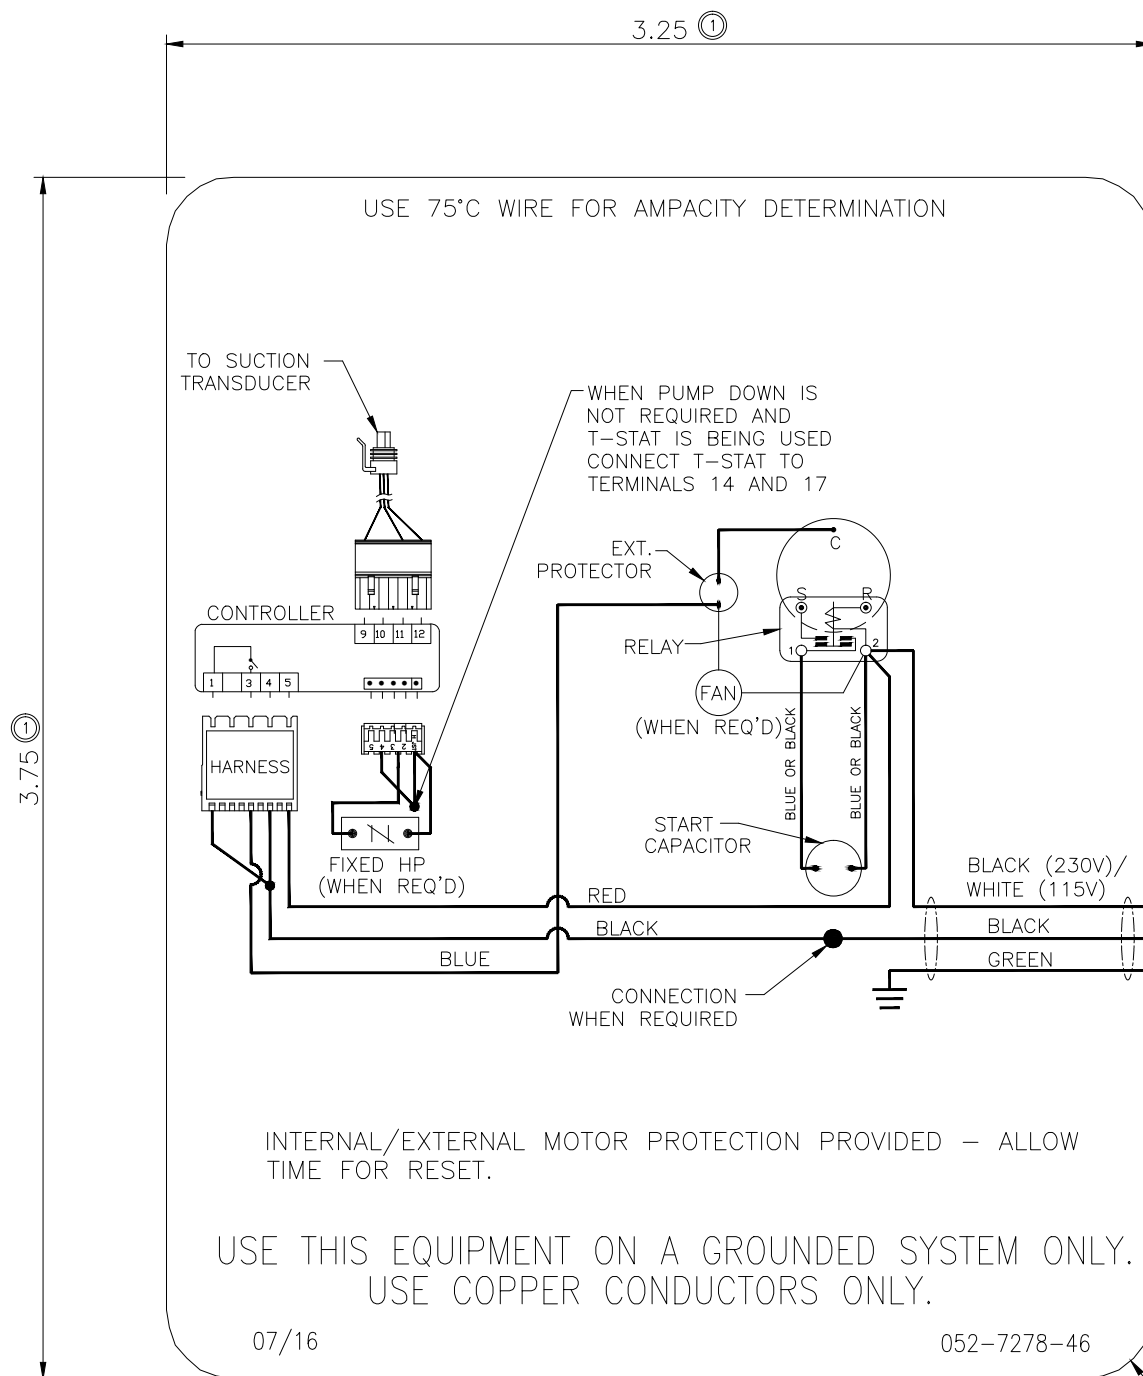 3.25 1
USE 75°C WIRE FOR AMPACITY DETERMINATION
TO SUCTION
TRANSDUCER
WHEN PUMP DOWN IS
NOT REQUIRED AND
T-STAT IS BEING USED
CONNECT T-STAT TO
TERMINALS 14 AND 17
C
EXT.
PROTECTOR
S R
CONTROLLER
9 10 11 12
RELAY
1 2
1 3 4 5
FAN
(WHEN REQ'D)
BLUE OR BLACK
BLUE OR BLACK
3.75 1
HARNESS
5 4 3 2
START
CAPACITOR
FIXED HP
(WHEN REQ'D)
BLACK (230V)/
WHITE (115V)
RED
BLACK
BLACK
BLUE
GREEN
CONNECTION
WHEN REQUIRED
INTERNAL/EXTERNAL MOTOR PROTECTION PROVIDED – ALLOW
TIME FOR RESET.
USE THIS EQUIPMENT ON A GROUNDED SYSTEM ONLY.
USE COPPER CONDUCTORS ONLY.
07/16
052-7278-46